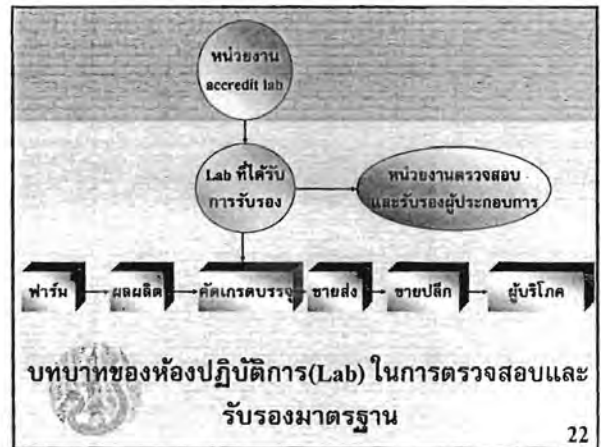 หน่วยงาน
accredit lab
Lab ที่ได้รับ
การรับรอง
หน่วยงานตรวจสอบ
และรับรองผู้ประกอบการ
ฟาร์ม
ผลผลิต
คัดเกรดบรรจุ
ขายส่ง
ขายปลีก
ผู้บริโภค
บทบาทของห้องปฏิบัติการ(Lab) ในการตรวจสอบและ
รับรองมาตรฐาน
22